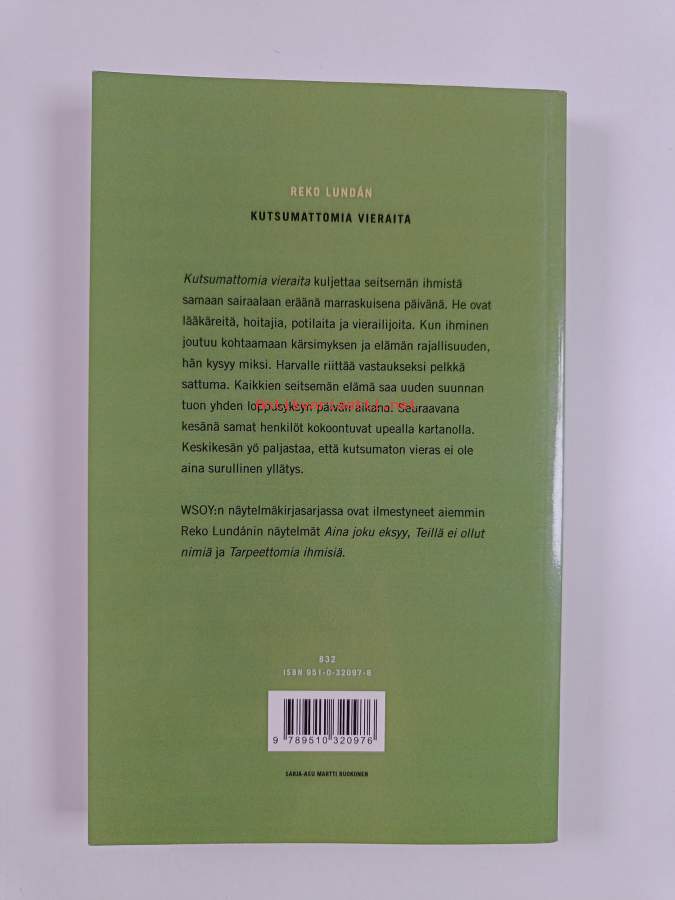 REKO LUNDÁN
KUTSUMATTOMIA VIERAITA
Kutsumattomia vieraita kuljettaa seitsemän ihmistä
samaan sairaalaan eräänä marraskuisena päivänä. He ovat
lääkäreitä, hoitajia, potilaita ja vierailijoita. Kun ihminen
joutuu kohtaamaan kärsimyksen ja elämän rajallisuuden,
hän kysyy miksi. Harvalle riittää vastaukseksi pelkkä
sattuma. Kaikkien seitsemän elämä saa uuden suunnan
tuon yhden loppusyksyn päivän aikana. Seuraavana
kesänä samat henkilöt kokoontuvat upealla kartanolla.
Keskikesän yö paljastaa, että kutsumaton vieras ei ole
aina surullinen yllätys.
WSOY:n näytelmäkirjasarjassa ovat ilmestyneet aiemmin
Reko Lundánin näytelmät Aina joku eksyy, Teillä ei ollut
nimiä ja Tarpeettomia ihmisiä.
832
ISBN 951-0-32097-8
9 789510 320976
SARJA-ASU MARTTI RUOKONEN